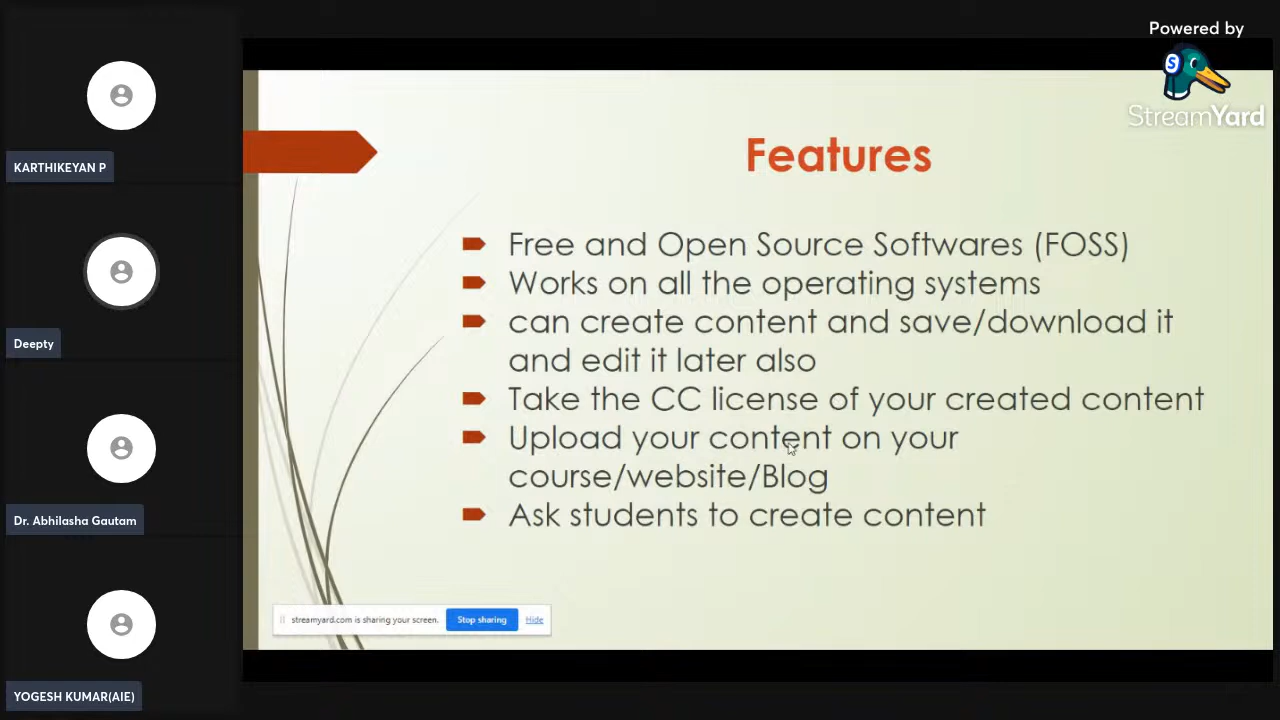 Powered by
S
StreamYard
KARTHIKEYAN P
Deepty
Dr. Abhilasha Gautam
YOGESH KUMAR(AIE)
Features
Free and Open Source Softwares (FOSS)
Works on all the operating systems
can create content and save/download it
and edit it later also
Take the CC license of your created content
Upload your content on your
course/website/Blog
Ask students to create content
streamyard.com is sharing your screen.
Stop sharing
Hide